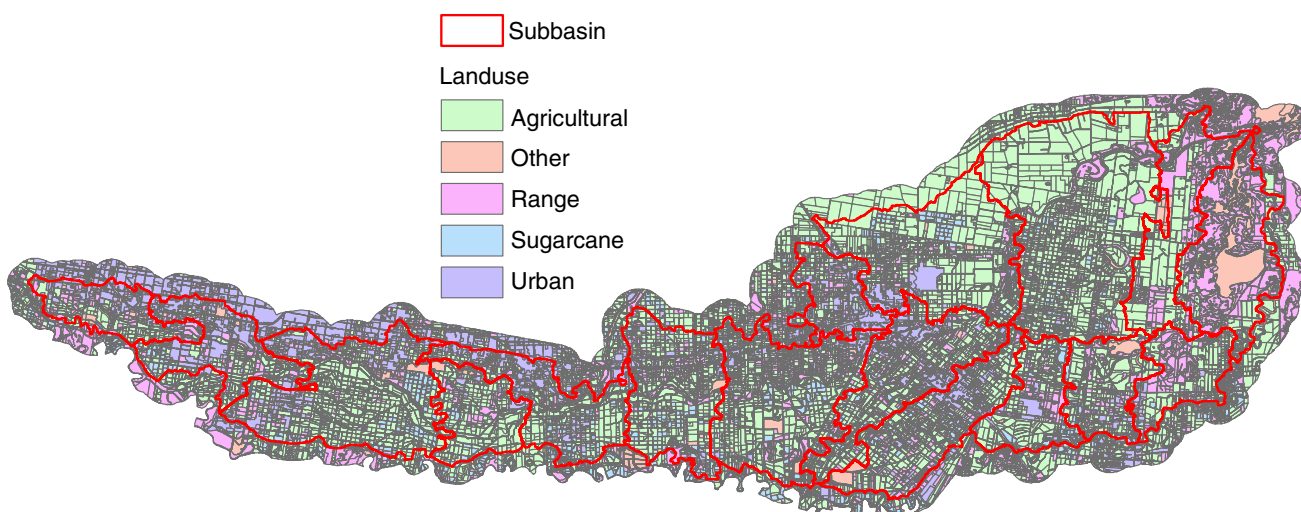 Subbasin
Landuse
Agricultural
Other
Range
Sugarcane
Urban